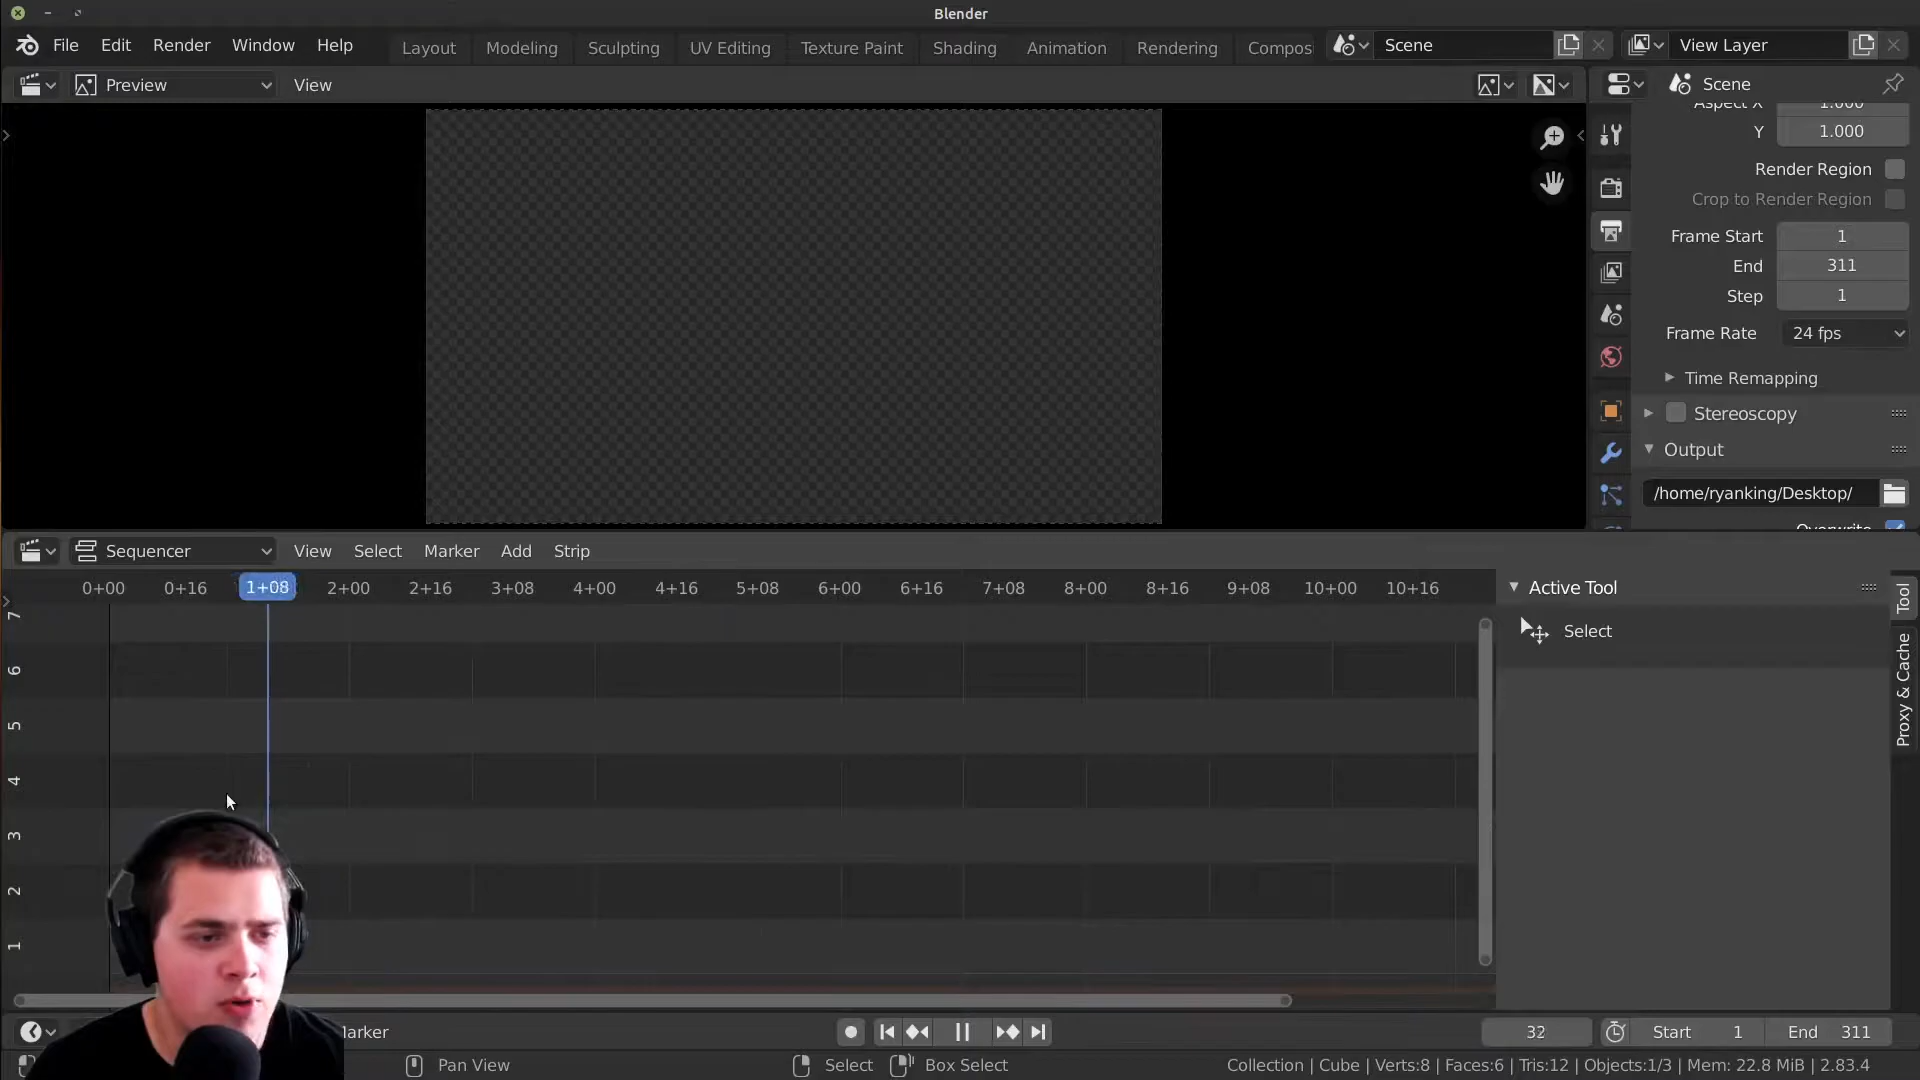 Blender
File Edit Render Window Help Layout Modeling Sculpting UV Editing Texture Paint Shading Animation Rendering Compos Scene View Layer
Preview View Scene
Aspect X 1.000
Y 1.000
Render Region
Crop to Render Region
Frame Start 1
End 311
Step 1
Frame Rate 24 fps
Time Remapping
Stereoscopy
Output
/home/ryanking/Desktop/
Overwrite
Sequencer View Select Marker Add Strip
0+00 0+16 1+08 2+00 2+16 3+08 4+00 4+16 5+08 6+00 6+16 7+08 8+00 8+16 9+08 10+00 10+16
Active Tool
Select
Tool
Proxy & Cache
7
6
5
4
3
2
1
Marker 32 Start 1 End 311
Pan View Select Box Select Collection | Cube | Verts:8 | Faces:6 | Tris:12 | Objects:1/3 | Mem: 22.8 MiB | 2.83.4